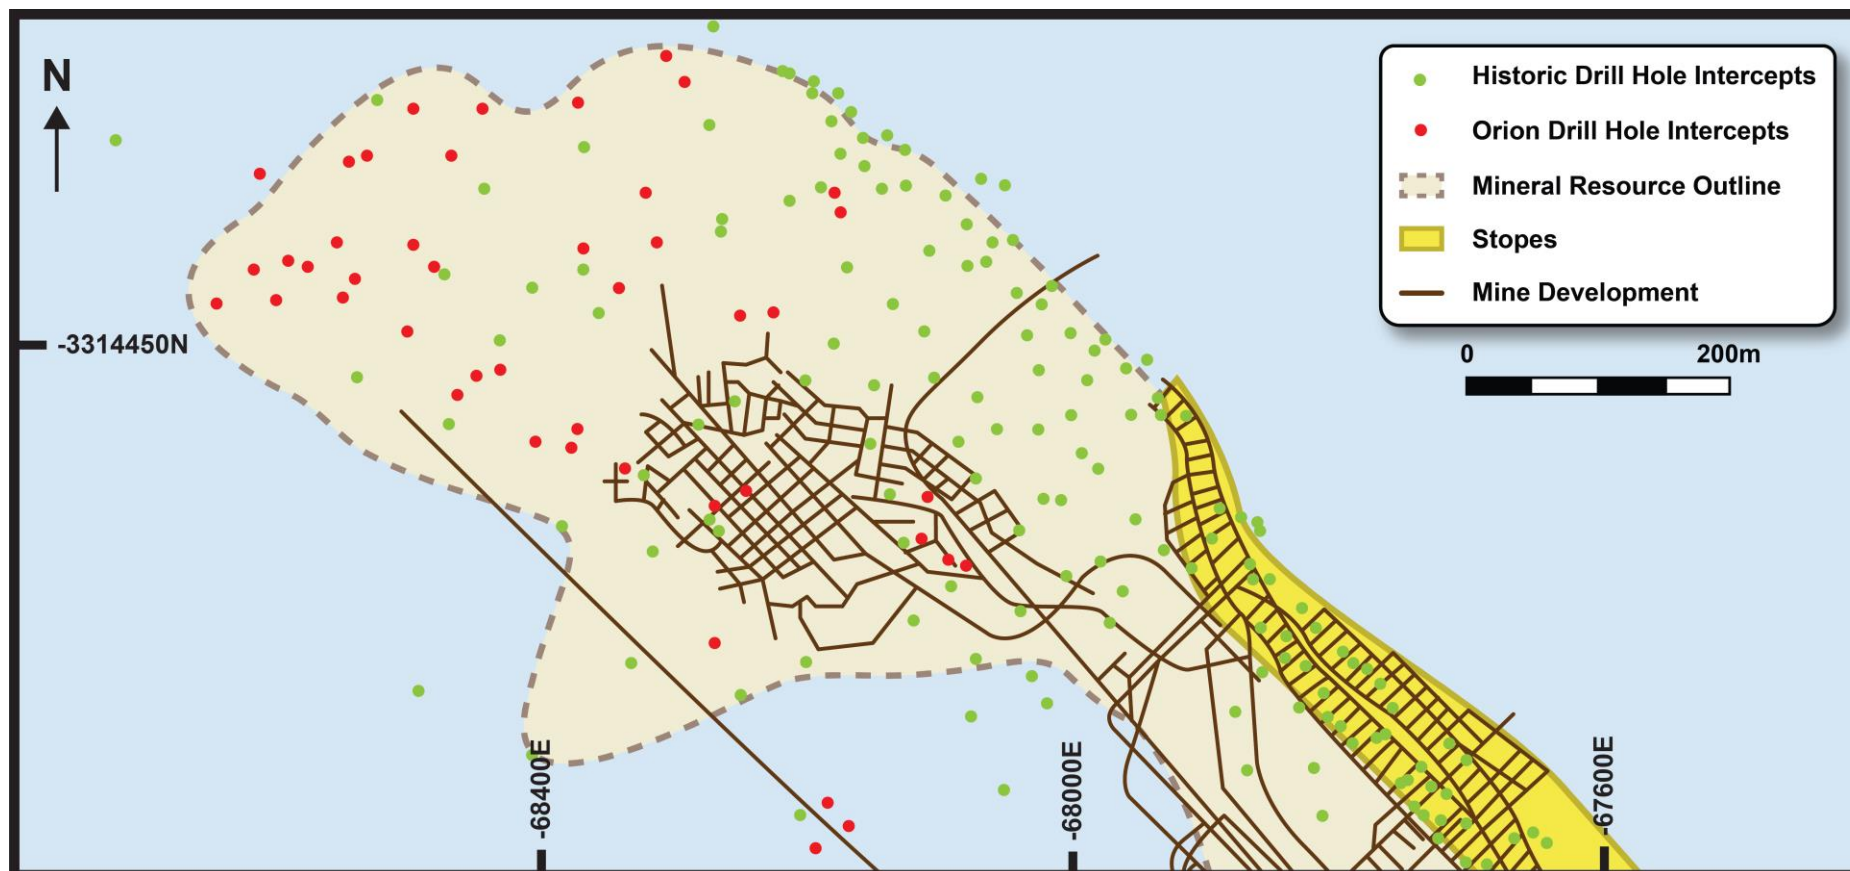 N
Historic Drill Hole Intercepts
Orion Drill Hole Intercepts
Mineral Resource Outline
Stopes
Mine Development
-3314450N
0 200m
-68400E
-68000E
-67600E